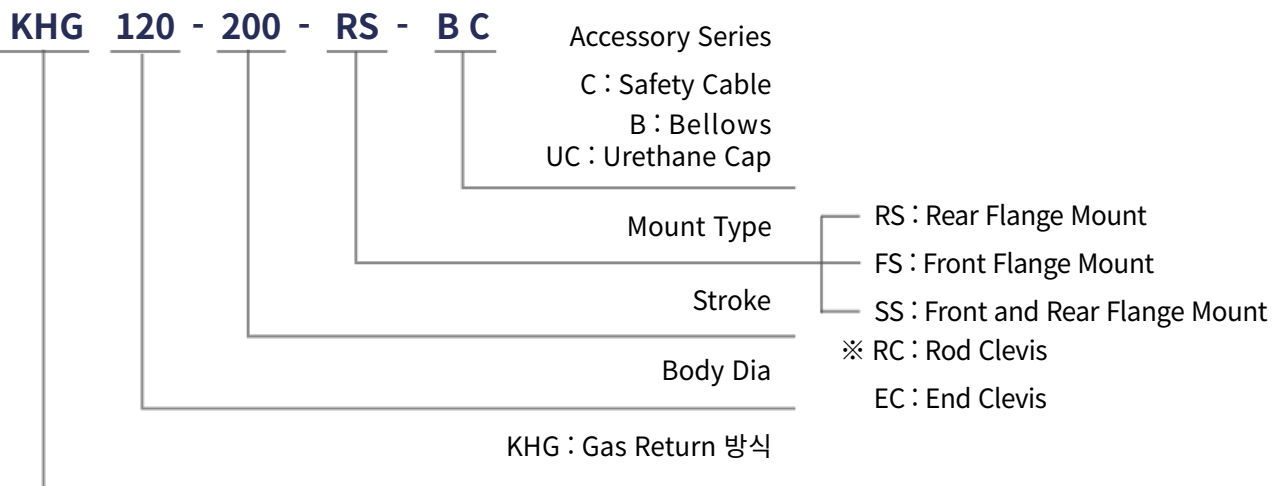 KHG 120 - 200 - RS - B C
Accessory Series
C : Safety Cable
B : Bellows
UC : Urethane Cap
Mount Type
RS : Rear Flange Mount
FS : Front Flange Mount
SS : Front and Rear Flange Mount
※ RC : Rod Clevis
EC : End Clevis
Stroke
Body Dia
KHG : Gas Return 방식